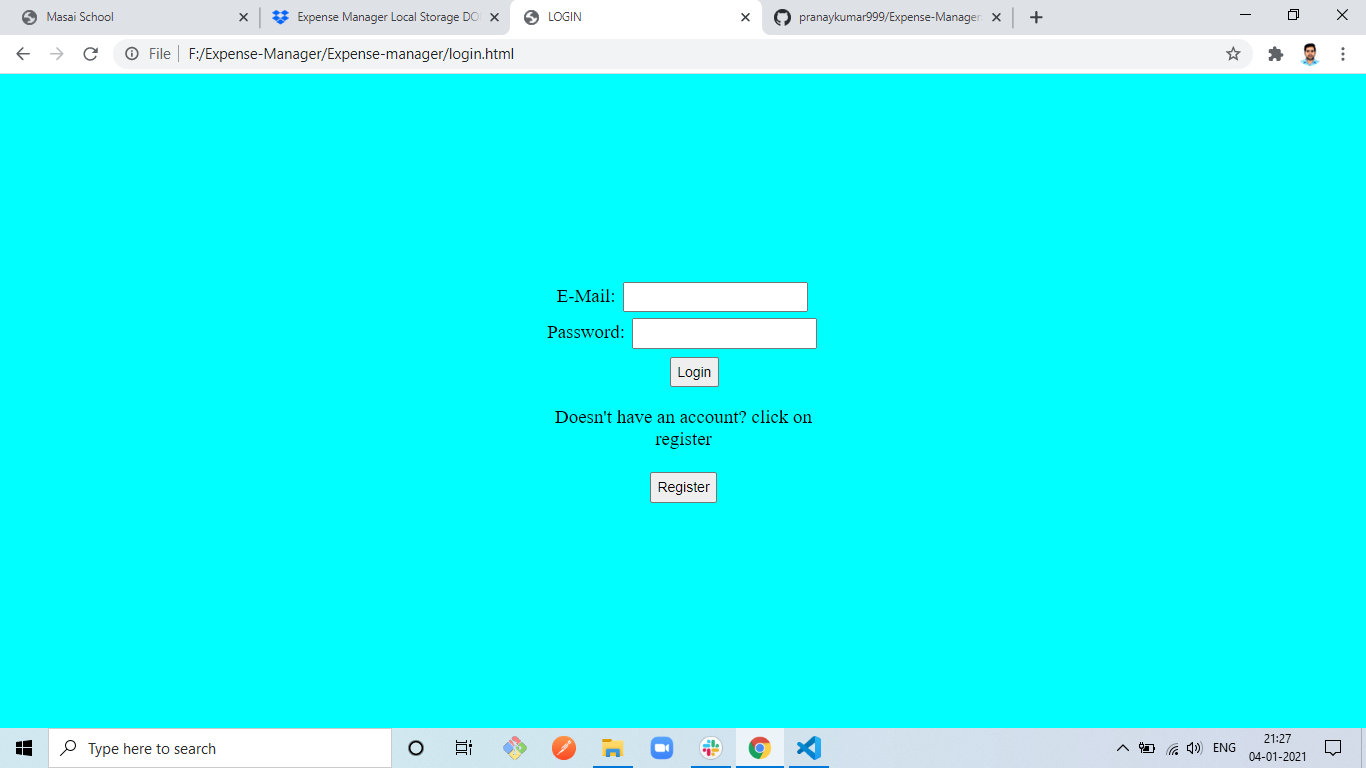 Masai School
Expense Manager Local Storage DO
LOGIN
pranaykumar999/Expense-Manager
File
F:/Expense-Manager/Expense-manager/login.html
E-Mail:
Password:
Login
Doesn't have an account? click on
register
Register
Type here to search
ENG
21:27
04-01-2021